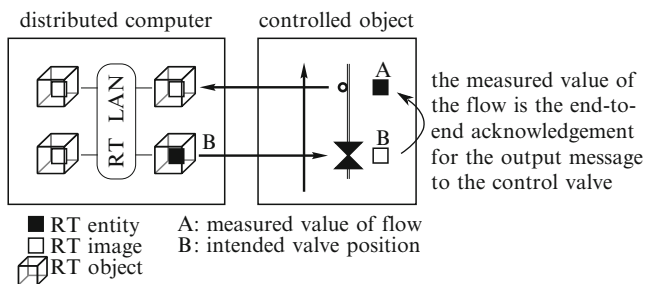 distributed computer
controlled object
RT LAN
B
A
B
the measured value of
the flow is the end-to-
end acknowledgement
for the output message
to the control valve
RT entity
RT image
RT object
A: measured value of flow
B: intended valve position